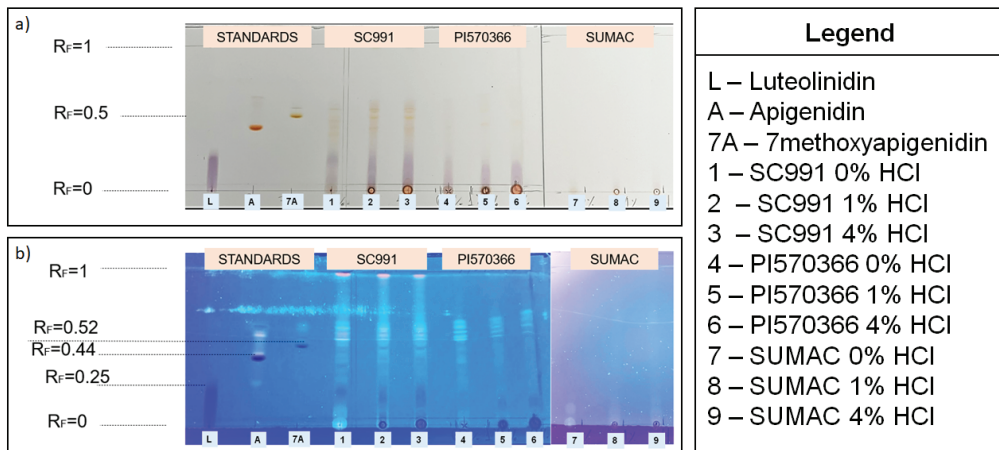 a)
STANDARDS SC991 PI570366 SUMAC
RF=1
RF=0.5
RF=0
L A 7A 1 2 3 4 5 6 7 8 9
b)
STANDARDS SC991 PI570366 SUMAC
RF=1
RF=0.52
RF=0.44
RF=0.25
RF=0
L A 7A 1 2 3 4 5 6 7 8 9
Legend
L – Luteolinidin
A – Apigenidin
7A – 7methoxyapigenidin
1 – SC991 0% HCl
2 – SC991 1% HCl
3 – SC991 4% HCl
4 – PI570366 0% HCl
5 – PI570366 1% HCl
6 – PI570366 4% HCl
7 – SUMAC 0% HCl
8 – SUMAC 1% HCl
9 – SUMAC 4% HCl